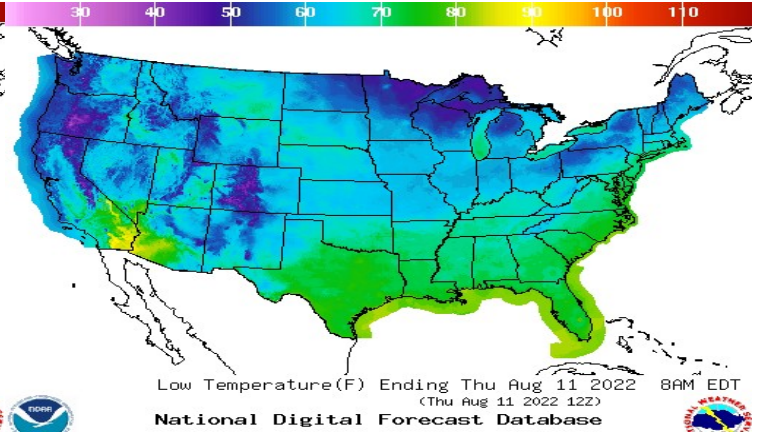 30 40 50 60 70 80 90 100 110
Low Temperature(F) Ending Thu Aug 11 2022 8AM EDT
(Thu Aug 11 2022 12Z)
National Digital Forecast Database
noaa